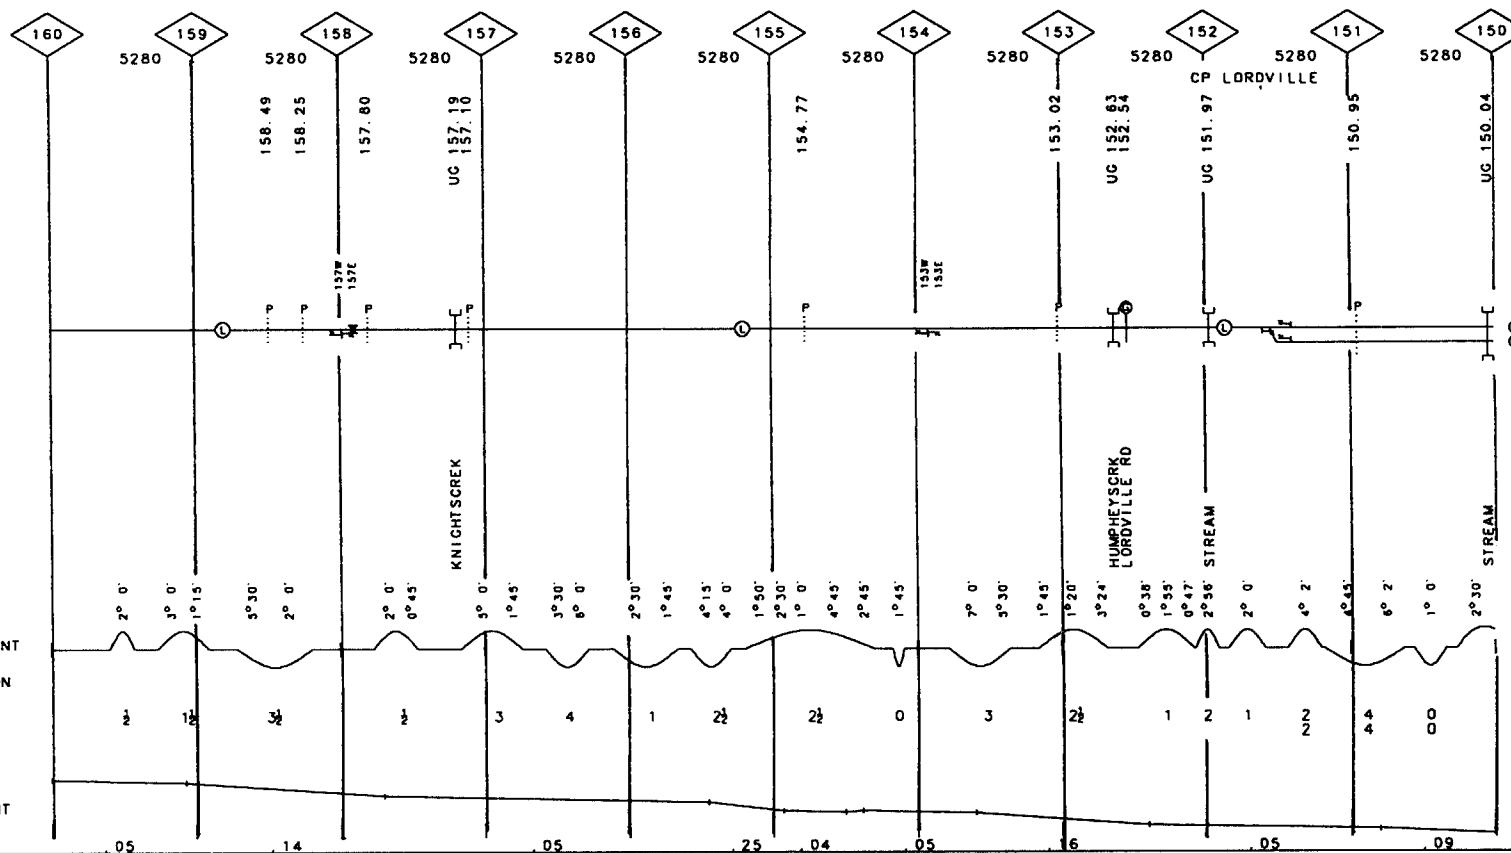 160 159 158 157 156 155 154 153 152 151 150
5280 5280 5280 5280 5280 5280 5280 5280 5280 5280
CP LORDVILLE
158.49
158.25
157.80
UG 157.19
157.10
154.77
153.02
UG 152.63
152.54
UG 151.97
150.95
UG 150.04
157W
157E
153W
153E
P P P P P P P
L L L
KNIGHTSCREK
HUMPHEYSCRK
LORDVILLE RD
STREAM
STREAM
2° 0'
3° 0'
1° 15'
5° 30'
2° 0'
2° 0'
0° 45'
5° 0'
1° 45'
3° 30'
6° 0'
2° 30'
1° 45'
4° 15'
4° 0'
1° 50'
2° 30'
1° 0'
4° 45'
2° 45'
1° 45'
7° 0'
5° 30'
1° 45'
1° 20'
3° 24'
0° 38'
1° 55'
0° 47'
2° 56'
2° 0'
4° 2'
4° 45'
6° 2'
1° 0'
2° 30'
NT
ON
½ 1½ 3½ ½ 3 4 1 2½ 2½ 0 3 2½ 1 2 1 2 4 0
2 4 0
NT
.05 .14 .05 .25 .04 .05 .16 .05 .09